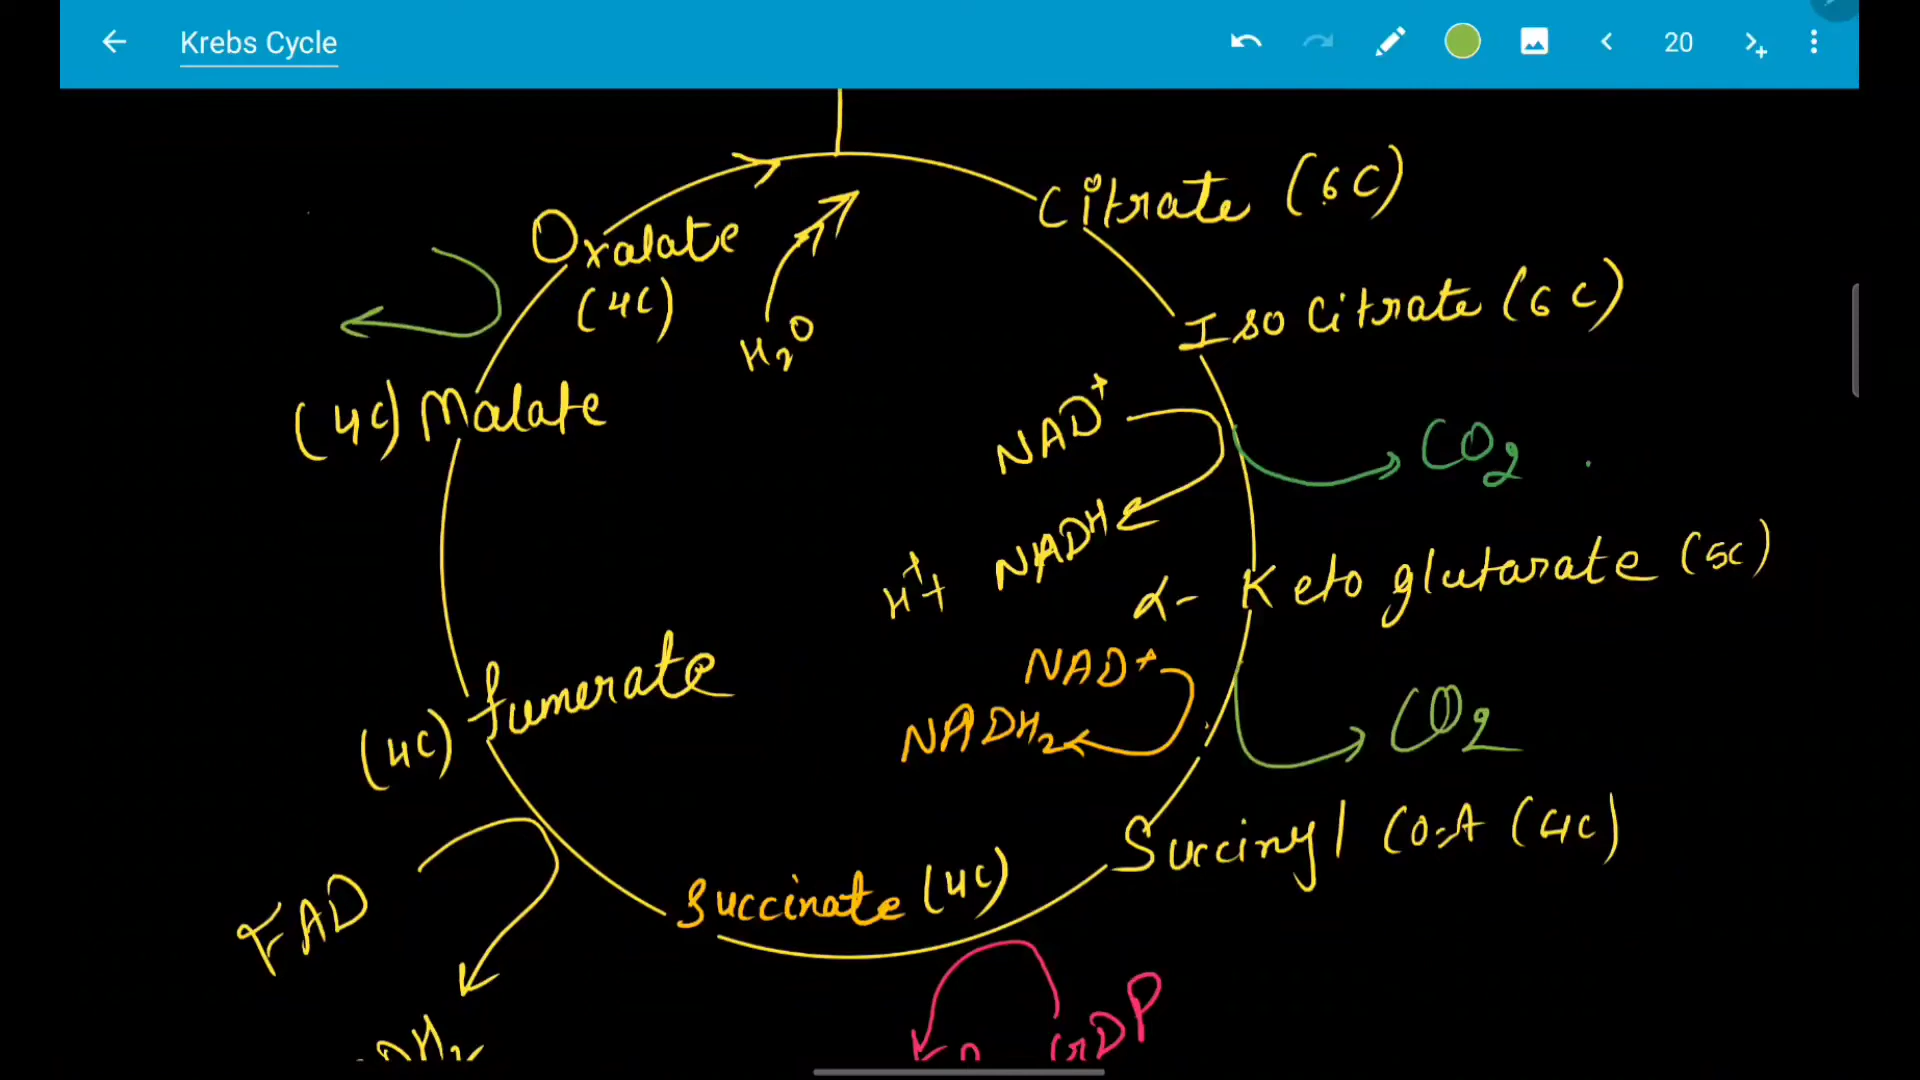 Krebs Cycle
20
Citrate (6C)
Oxalate
(4C)
H2O
Iso Citrate (6C)
(4C) Malate
NAD+
CO2
NADH
H+ +
α- Keto glutarate (5C)
NAD+
NADH2
CO2
fumerate
(4C)
Succinyl CO-A (4C)
Succinate (4C)
FAD
GDP